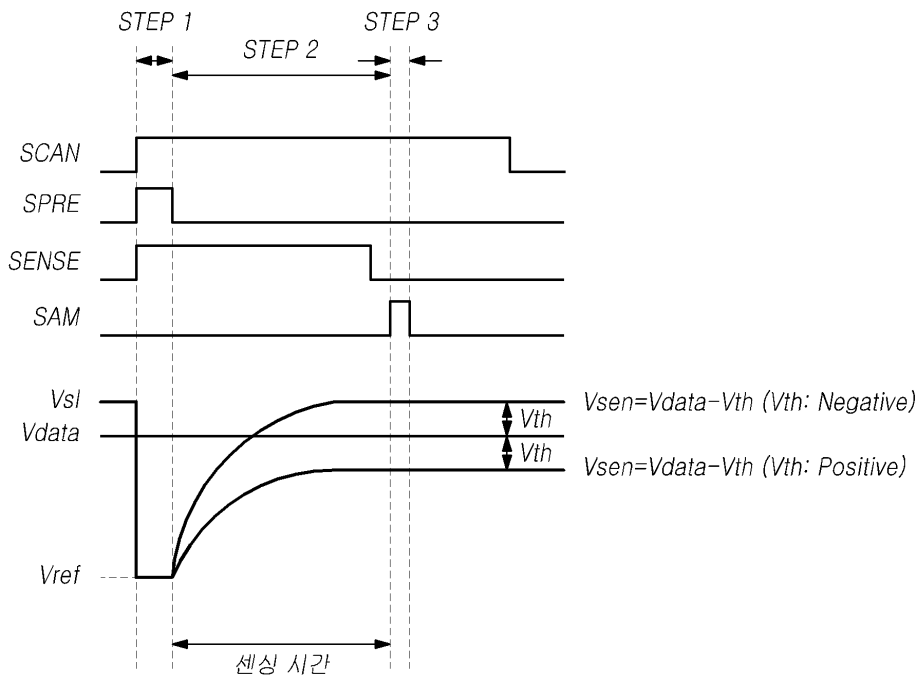 STEP 1
STEP 2
STEP 3
SCAN
SPRE
SENSE
SAM
Vsl
Vdata
Vth
Vth
Vsen=Vdata-Vth (Vth: Negative)
Vsen=Vdata-Vth (Vth: Positive)
Vref
센싱 시간